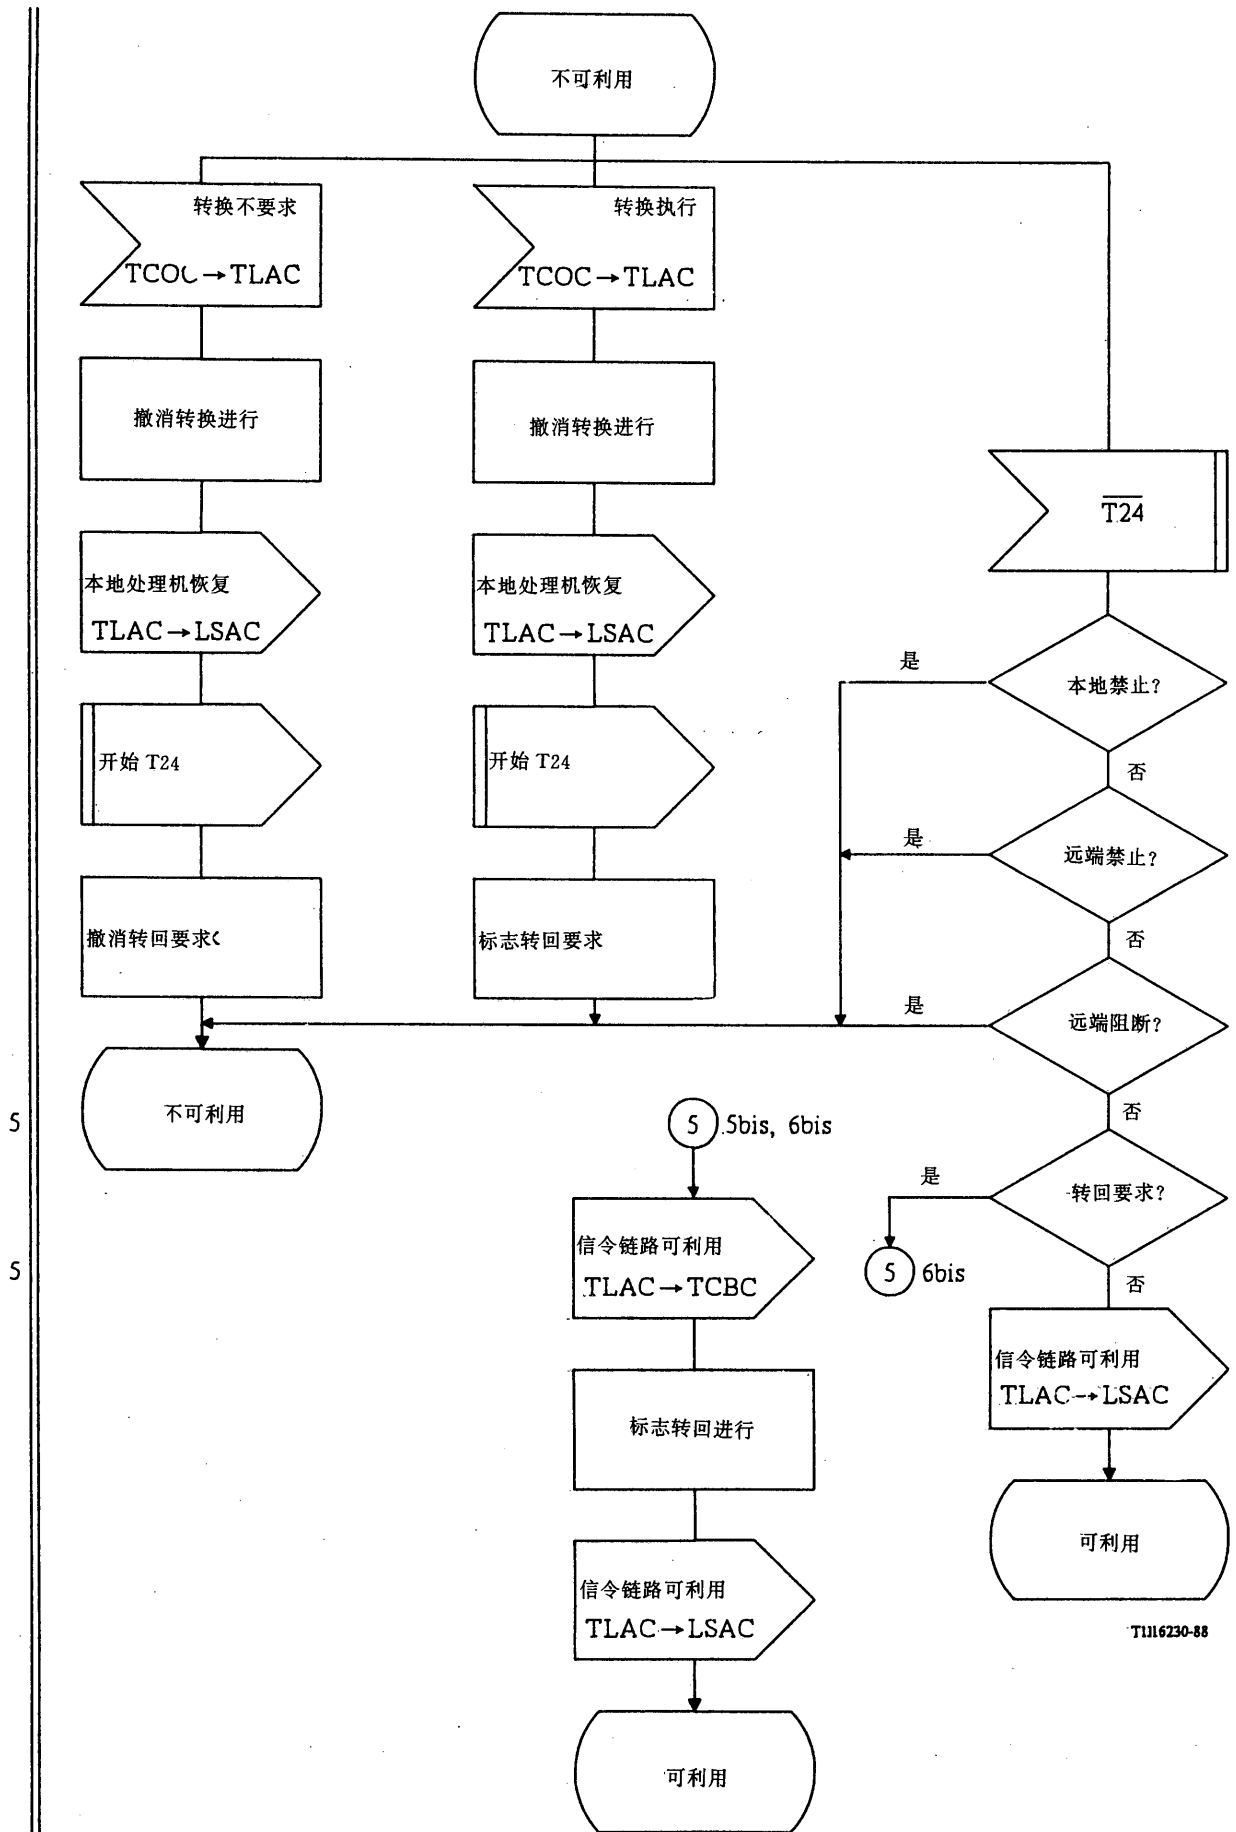 不可利用
转换不要求
TCOC→TLAC
撤消转换进行
本地处理机恢复
TLAC→LSAC
开始 T24
撤消转回要求
不可利用
转换执行
TCOC→TLAC
撤消转换进行
本地处理机恢复
TLAC→LSAC
开始 T24
标志转回要求
T24
本地禁止?
是
否
远端禁止?
是
否
远端阻断?
是
否
转回要求?
是
5 6bis
否
信令链路可利用
TLAC→LSAC
可利用
T1116230-88
5 5bis, 6bis
信令链路可利用
TLAC→TCBC
标志转回进行
信令链路可利用
TLAC→LSAC
可利用
5
5